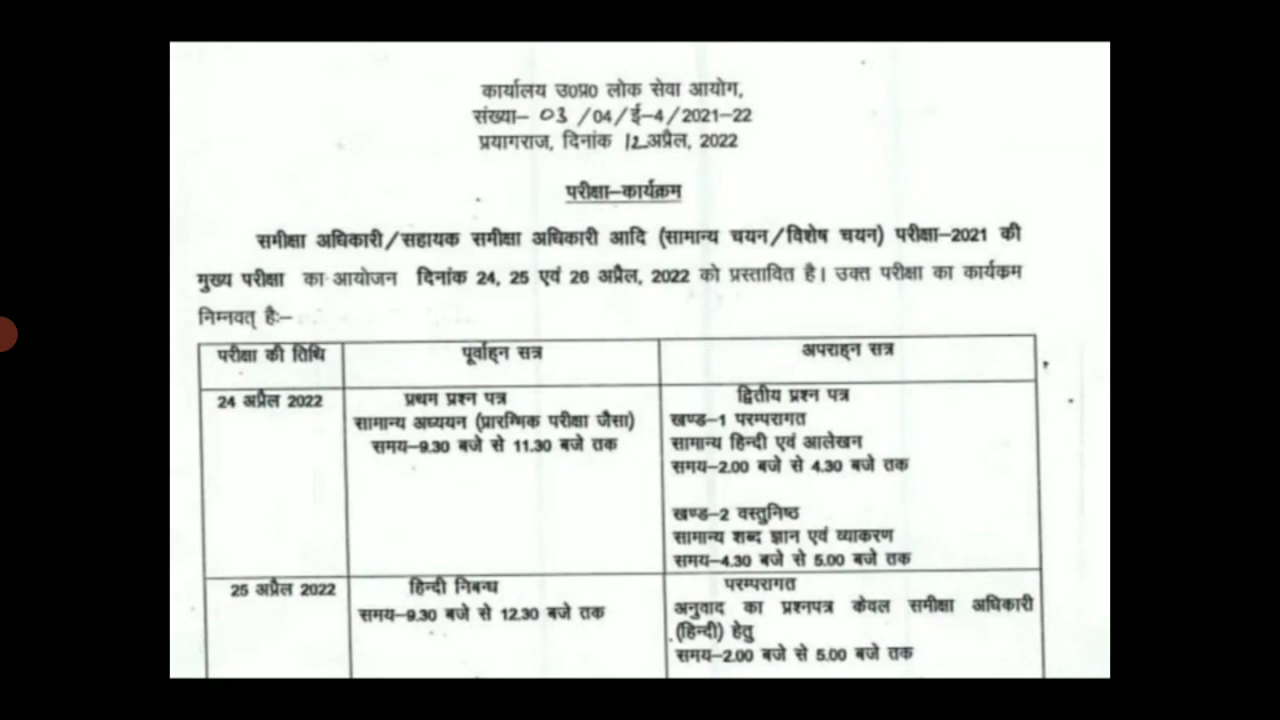 कार्यालय उ0प्र0 लोक सेवा आयोग,
संख्या– 03 /04/ई–4/2021–22
प्रयागराज, दिनांक 12 अप्रैल, 2022
परीक्षा–कार्यक्रम
समीक्षा अधिकारी/सहायक समीक्षा अधिकारी आदि (सामान्य चयन/विशेष चयन) परीक्षा–2021 की
मुख्य परीक्षा का आयोजन दिनांक 24, 25 एवं 26 अप्रैल, 2022 को प्रस्तावित है। उक्त परीक्षा का कार्यकम
निम्नवत् हैः–
परीक्षा की तिथि
पूर्वाह्न सत्र
अपराह्न सत्र
24 अप्रैल 2022
प्रथम प्रश्न पत्र
सामान्य अध्ययन (प्रारम्भिक परीक्षा जैसा)
समय–9.30 बजे से 11.30 बजे तक
द्वितीय प्रश्न पत्र
खण्ड–1 परम्परागत
सामान्य हिन्दी एवं आलेखन
समय–2.00 बजे से 4.30 बजे तक
खण्ड–2 वस्तुनिष्ठ
सामान्य शब्द ज्ञान एवं व्याकरण
समय–4.30 बजे से 5.00 बजे तक
25 अप्रैल 2022
हिन्दी निबन्ध
समय–9.30 बजे से 12.30 बजे तक
परम्परागत
अनुवाद का प्रश्नपत्र केवल समीक्षा अधिकारी
(हिन्दी) हेतु
समय–2.00 बजे से 5.00 बजे तक